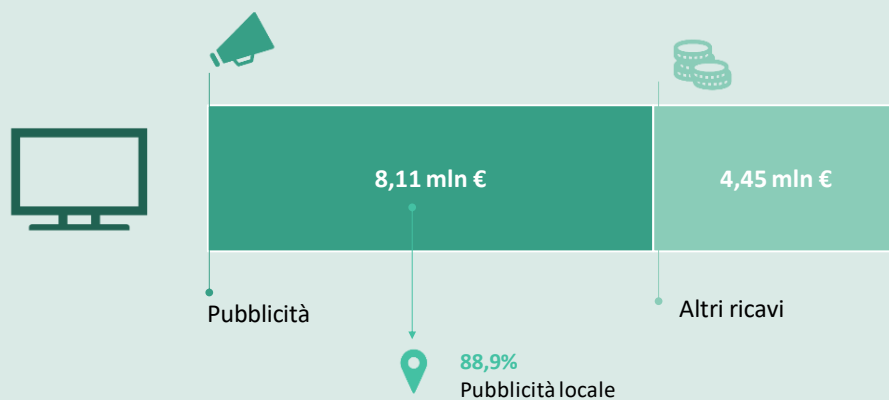 8,11 mln €
4,45 mln €
Pubblicità
Altri ricavi
88,9%
Pubblicità locale